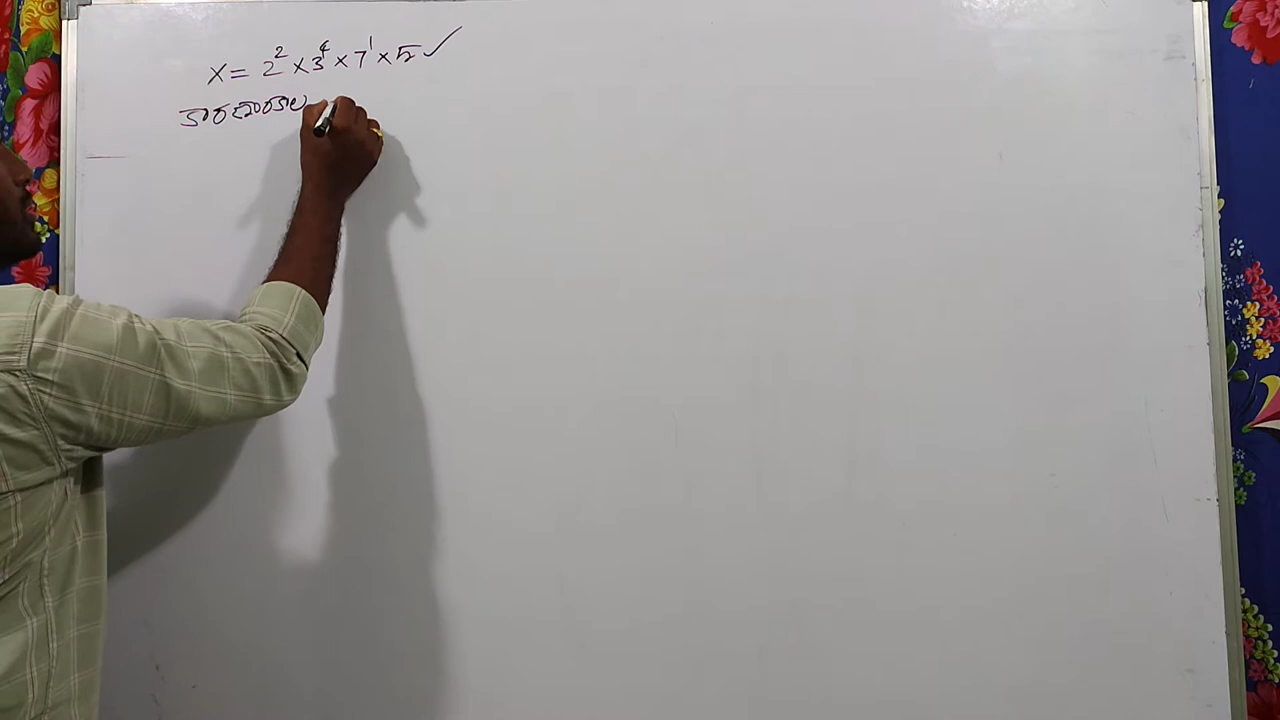 X = 2² × 3⁴ × 7¹ × 5 ✓
కారణాంకాల